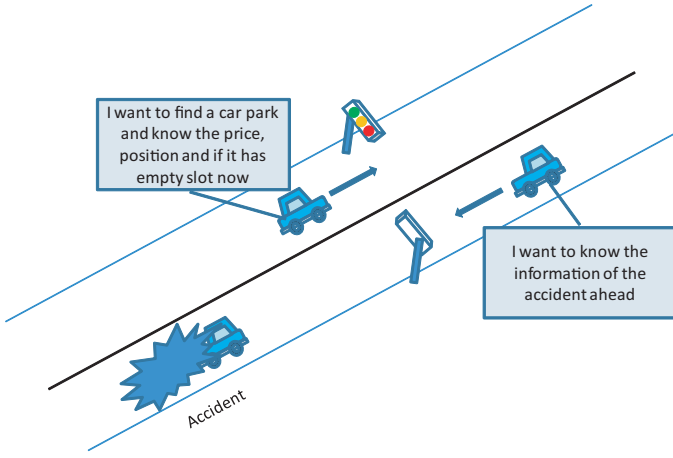 I want to find a car park
and know the price,
position and if it has
empty slot now
I want to know the
information of the
accident ahead
Accident